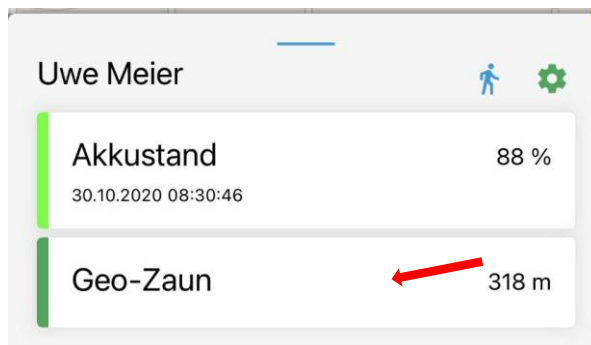 Uwe Meier
Akkustand
88 %
30.10.2020 08:30:46
Geo-Zaun
318 m